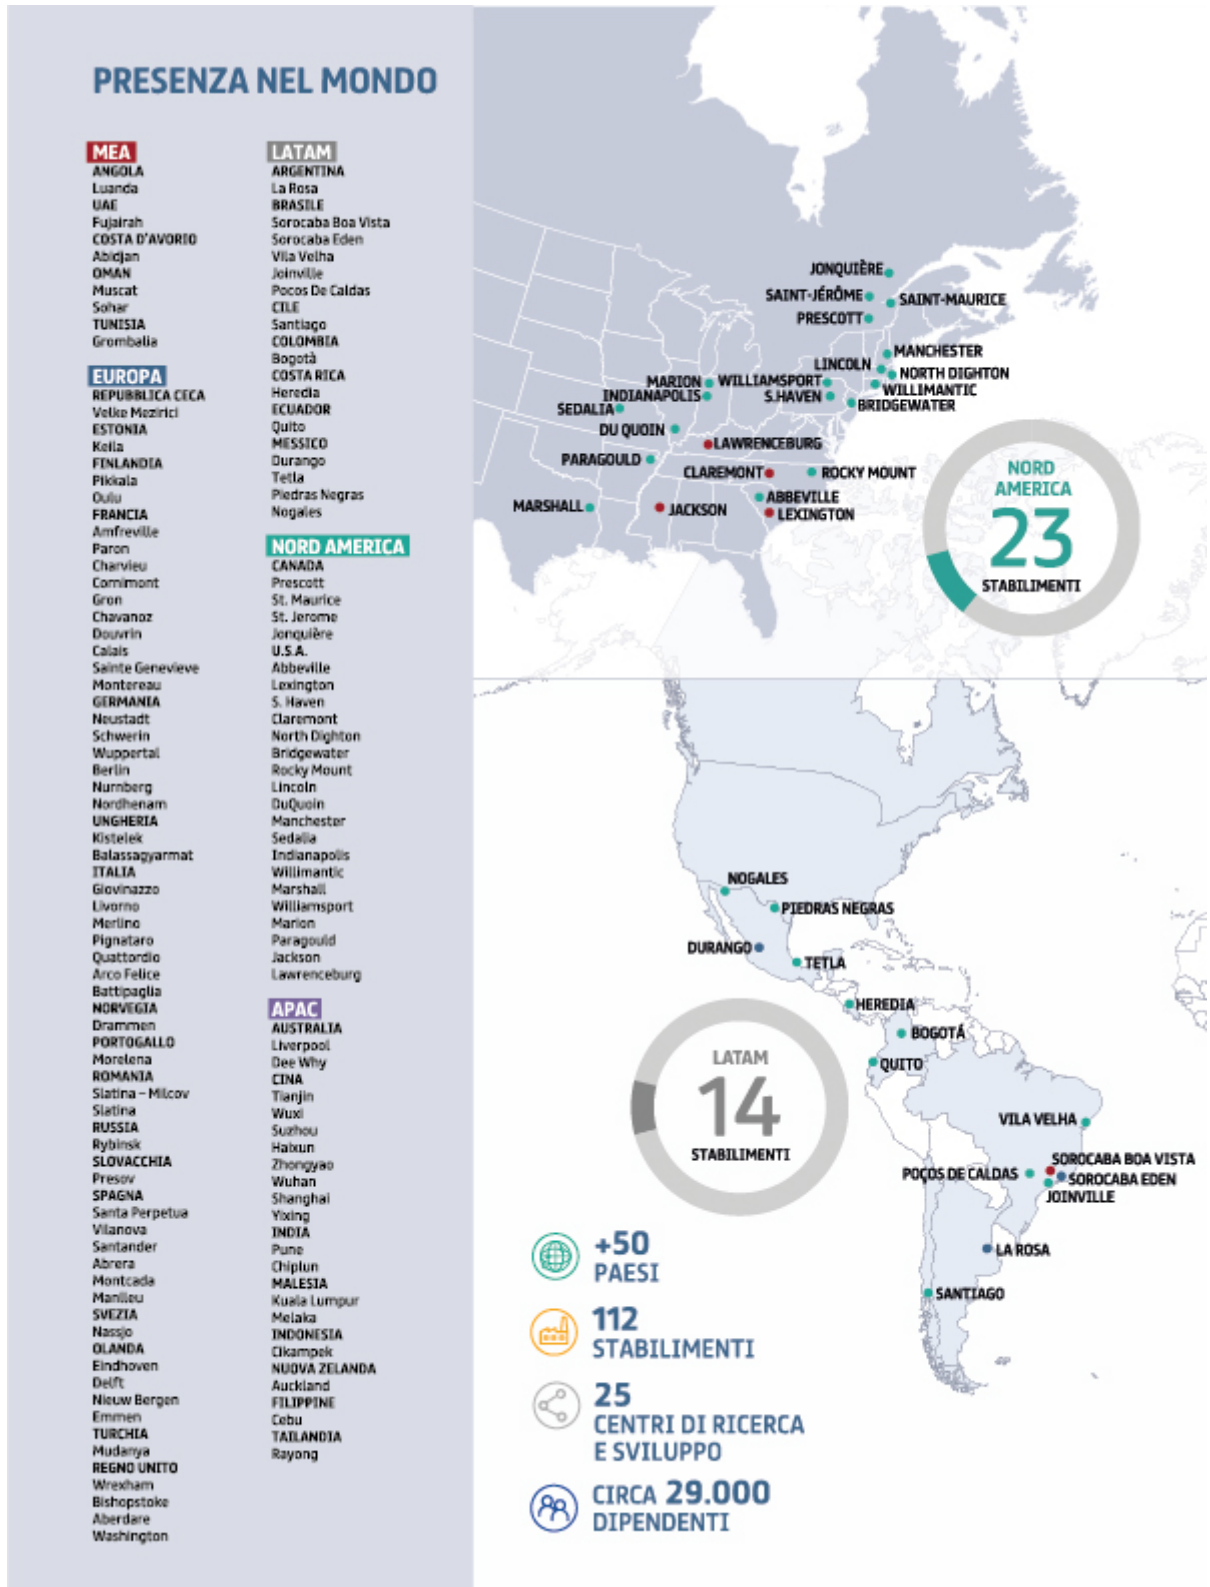 PRESENZA NEL MONDO
MEA
ANGOLA
Luanda
UAE
Fujairah
COSTA D'AVORIO
Abidjan
OMAN
Muscat
Sohar
TUNISIA
Grombalia
EUROPA
REPUBBLICA CECA
Velke Mezirici
ESTONIA
Keila
FINLANDIA
Pikkala
Oulu
FRANCIA
Amfreville
Paron
Charvieu
Cornimont
Gron
Chavanoz
Douvrin
Calais
Sainte Genevieve
Montereau
GERMANIA
Neustadt
Schwerin
Wuppertal
Berlin
Nurnberg
Nordhenam
UNGHERIA
Kistelek
Balassagyarmat
ITALIA
Giovinazzo
Livorno
Merlino
Pignataro
Quattordio
Arco Felice
Battipaglia
NORVEGIA
Drammen
PORTOGALLO
Morelena
ROMANIA
Slatina – Milcov
Slatina
RUSSIA
Rybinsk
SLOVACCHIA
Presov
SPAGNA
Santa Perpetua
Vilanova
Santander
Abrera
Montcada
Manlleu
SVEZIA
Nassjo
OLANDA
Eindhoven
Delft
Nieuw Bergen
Emmen
TURCHIA
Mudanya
REGNO UNITO
Wrexham
Bishopstoke
Aberdare
Washington
LATAM
ARGENTINA
La Rosa
BRASILE
Sorocaba Boa Vista
Sorocaba Eden
Vila Velha
Joinville
Pocos De Caldas
CILE
Santiago
COLOMBIA
Bogotà
COSTA RICA
Heredia
ECUADOR
Quito
MESSICO
Durango
Tetla
Piedras Negras
Nogales
NORD AMERICA
CANADA
Prescott
St. Maurice
St. Jerome
Jonquière
U.S.A.
Abbeville
Lexington
S. Haven
Claremont
North Dighton
Bridgewater
Rocky Mount
Lincoln
DuQuoin
Manchester
Sedalia
Indianapolis
Willimantic
Marshall
Williamsport
Marion
Paragould
Jackson
Lawrenceburg
APAC
AUSTRALIA
Liverpool
Dee Why
CINA
Tianjin
Wuxi
Suzhou
Haixun
Zhongyao
Wuhan
Shanghai
Yixing
INDIA
Pune
Chiplun
MALESIA
Kuala Lumpur
Melaka
INDONESIA
Cikampek
NUOVA ZELANDA
Auckland
FILIPPINE
Cebu
TAILANDIA
Rayong
JONQUIÈRE
SAINT-JÉRÔME
SAINT-MAURICE
PRESCOTT
MANCHESTER
LINCOLN
NORTH DIGHTON
MARION
WILLIAMSPORT
WILLIMANTIC
INDIANAPOLIS
S.HAVEN
BRIDGEWATER
SEDALIA
DU QUOIN
LAWRENCEBURG
PARAGOULD
CLAREMONT
ROCKY MOUNT
ABBEVILLE
MARSHALL
JACKSON
LEXINGTON
NORD
AMERICA
23
STABILIMENTI
NOGALES
PIEDRAS NEGRAS
DURANGO
TETLA
HEREDIA
BOGOTÁ
QUITO
LATAM
14
STABILIMENTI
VILA VELHA
SOROCABA BOA VISTA
POÇOS DE CALDAS
SOROCABA EDEN
JOINVILLE
LA ROSA
SANTIAGO
+50
PAESI
112
STABILIMENTI
25
CENTRI DI RICERCA
E SVILUPPO
CIRCA 29.000
DIPENDENTI